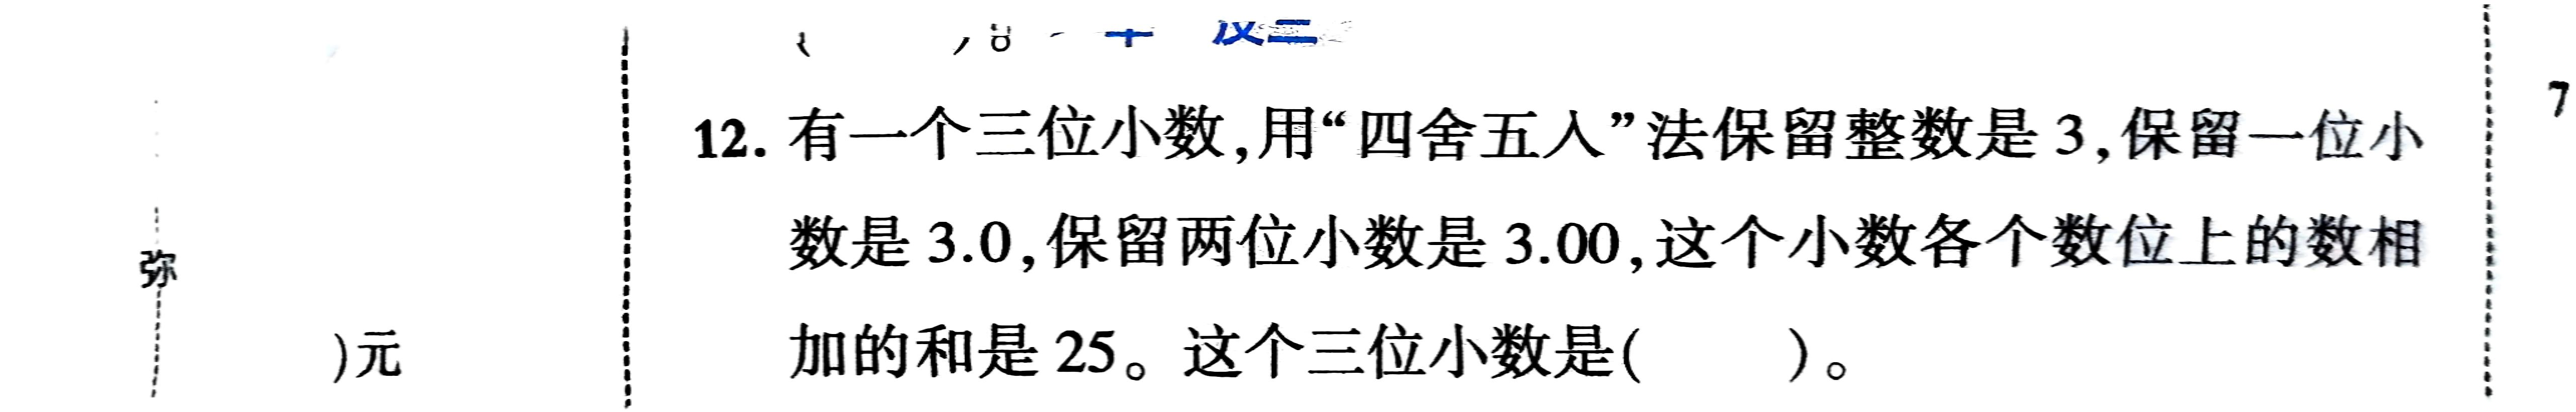 12. 有一个三位小数,用“四舍五入”法保留整数是 3,保留一位小
数是 3.0,保留两位小数是 3.00,这个小数各个数位上的数相
加的和是 25。这个三位小数是(　　)。
弥
)元
7